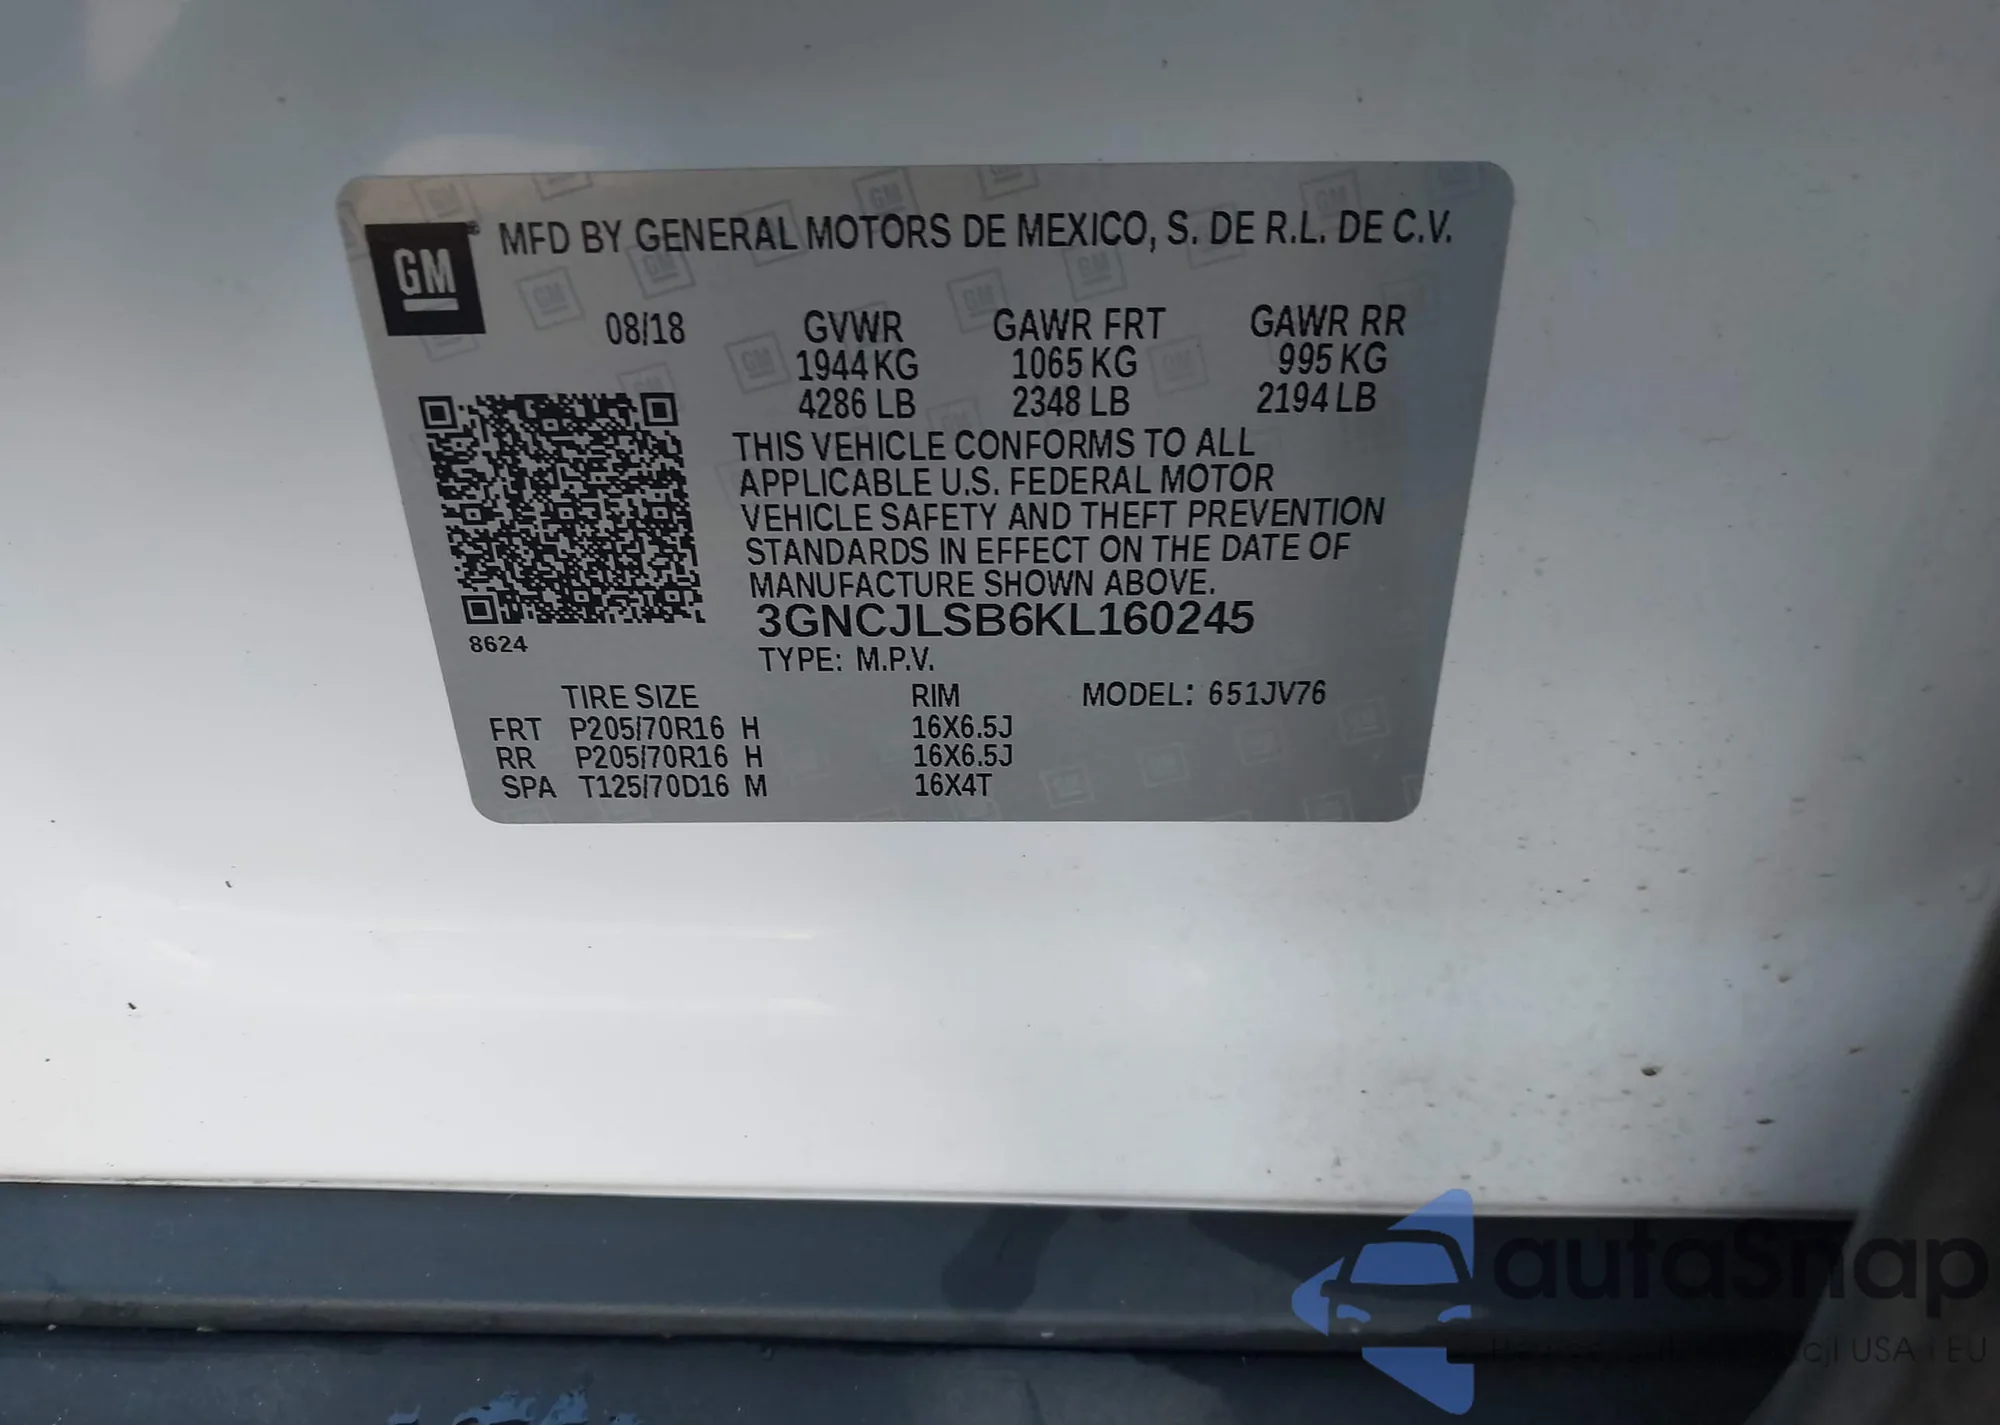 GM
MFD BY GENERAL MOTORS DE MEXICO, S. DE R.L. DE C.V.
08/18 GVWR GAWR FRT GAWR RR
1944 KG 1065 KG 995 KG
4286 LB 2348 LB 2194 LB
THIS VEHICLE CONFORMS TO ALL
APPLICABLE U.S. FEDERAL MOTOR
VEHICLE SAFETY AND THEFT PREVENTION
STANDARDS IN EFFECT ON THE DATE OF
MANUFACTURE SHOWN ABOVE.
3GNCJLSB6KL160245
8624
TYPE: M.P.V.
TIRE SIZE RIM MODEL: 651JV76
FRT P205/70R16 H 16X6.5J
RR P205/70R16 H 16X6.5J
SPA T125/70D16 M 16X4T
autaSnap
USA i EU